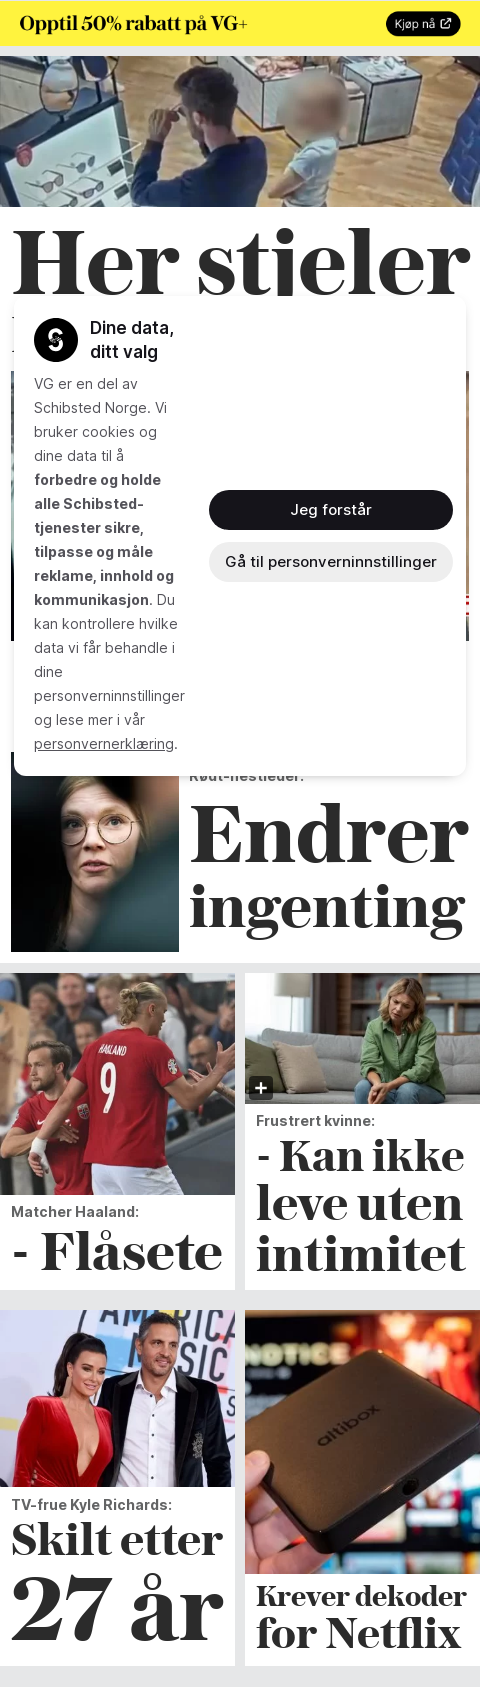 Opptil 50% rabatt på VG+
Kjøp nå
Her stjeler
Dine data,
ditt valg
VG er en del av
Schibsted Norge. Vi
bruker cookies og
dine data til å
forbedre og holde
alle Schibsted-
tjenester sikre,
tilpasse og måle
reklame, innhold og
kommunikasjon. Du
kan kontrollere hvilke
data vi får behandle i
dine
personverninnstillinger
og lese mer i vår
personvernerklæring.
Jeg forstår
Gå til personverninnstillinger
Rødt-nestleder:
Endrer
ingenting
HAALAND
9
Matcher Haaland:
- Flåsete
Frustrert kvinne:
- Kan ikke
leve uten
intimitet
AMERICA
MUSIC
TV-frue Kyle Richards:
Skilt etter
27 år
NOTICE
altibox
Krever dekoder
for Netflix